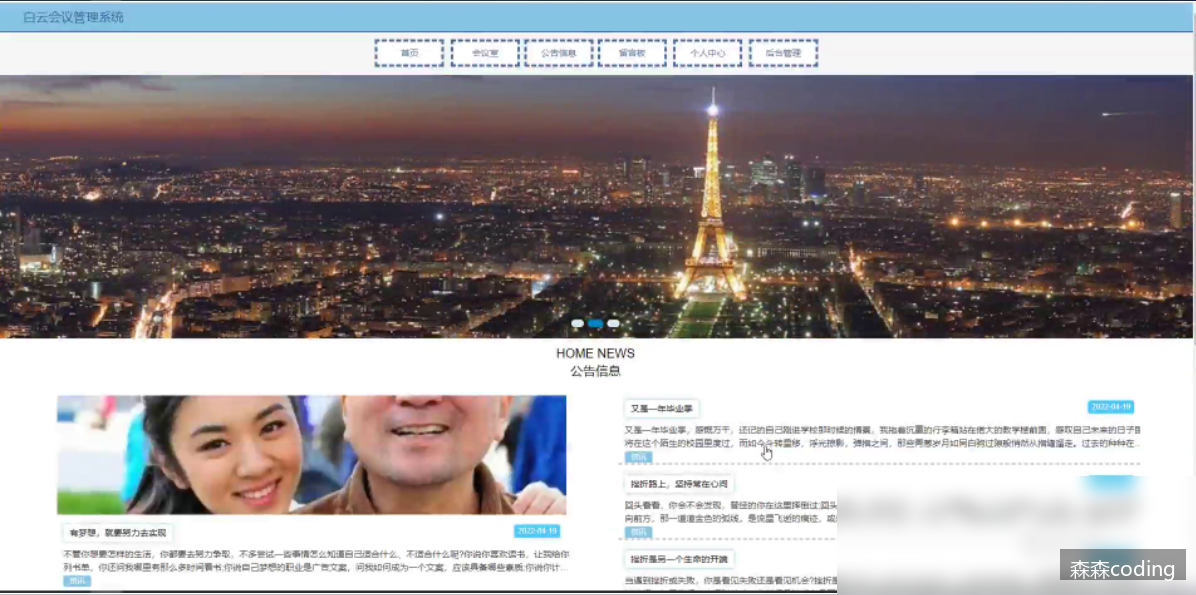 白云会议管理系统
首页
会议室
公告信息
留言板
个人中心
后台管理
HOME NEWS
公告信息
又是一年毕业季
2022-04-19
又是一年毕业季，感慨万千，还记的自己刚进学校那时候的情景，我拖着沉重的行李箱站在偌大的教学楼前面，感叹自己未来的日子即
将在这个陌生的校园里度过，而如今斗转星移，浮光掠影，弹指之间，那些青葱岁月如同白驹过隙般悄然从指缝溜走。过去的种种在...
资讯
挫折路上，坚持常在心间
回头看看，你会不会发现，曾经的你在这里摔倒过;回头
向前方。那一道道金色的弧线，是流星飞逝的痕迹，或
资讯
挫折是另一个生命的开端
当遇到挫折或失败，你是看见失败还是看见机会?挫折是
有梦想，就要努力去实现
2022-04-19
不管你想要怎样的生活，你都要去努力争取，不多尝试一些事情怎么知道自己适合什么、不适合什么呢?你说你喜欢读书，让我给你
列书单，你还问我哪里有那么多时间看书;你说自己梦想的职业是广告文案，问我如何成为一个文案，应该具备哪些素质;你说你计...
资讯
森森coding